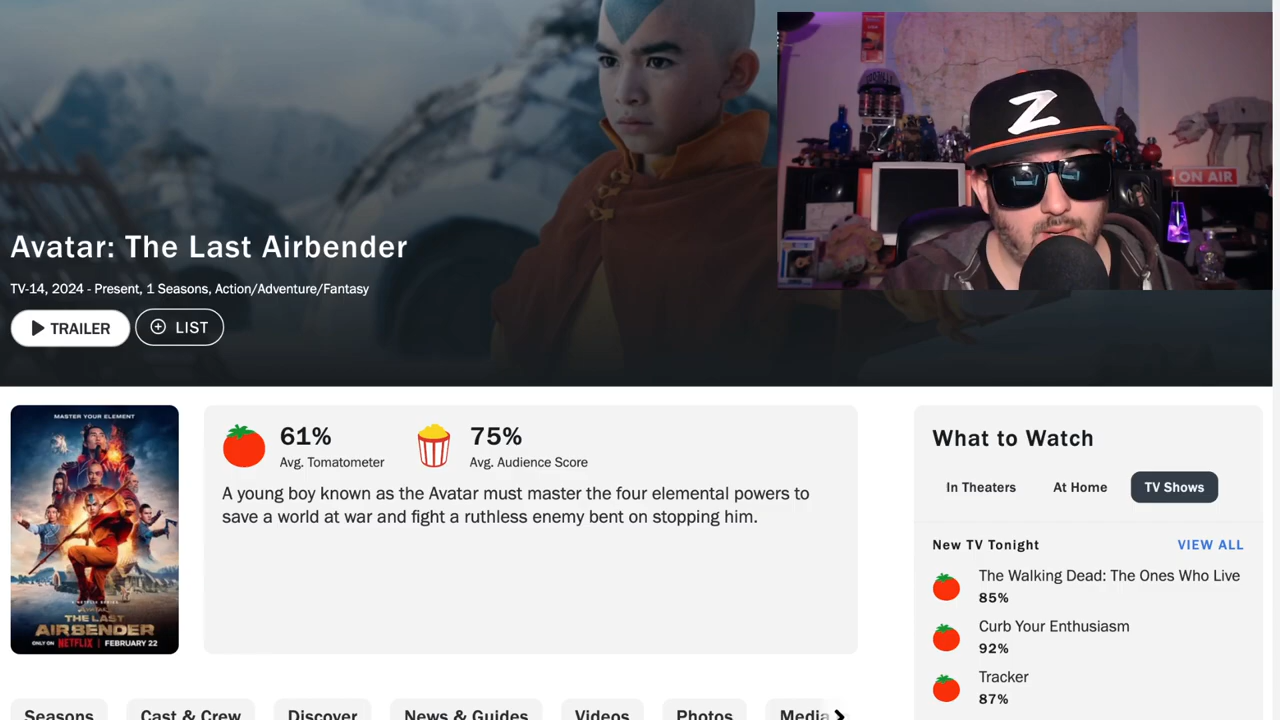 Z
ON AIR
Avatar: The Last Airbender
TV-14, 2024 - Present, 1 Seasons, Action/Adventure/Fantasy
TRAILER
LIST
MASTER YOUR ELEMENT
AVATAR
THE LAST
AIRBENDER
ONLY ON NETFLIX | FEBRUARY 22
61%
Avg. Tomatometer
75%
Avg. Audience Score
A young boy known as the Avatar must master the four elemental powers to
save a world at war and fight a ruthless enemy bent on stopping him.
What to Watch
In Theaters
At Home
TV Shows
New TV Tonight
VIEW ALL
The Walking Dead: The Ones Who Live
85%
Curb Your Enthusiasm
92%
Tracker
87%
Seasons
Cast & Crew
Discover
News & Guides
Videos
Photos
Media